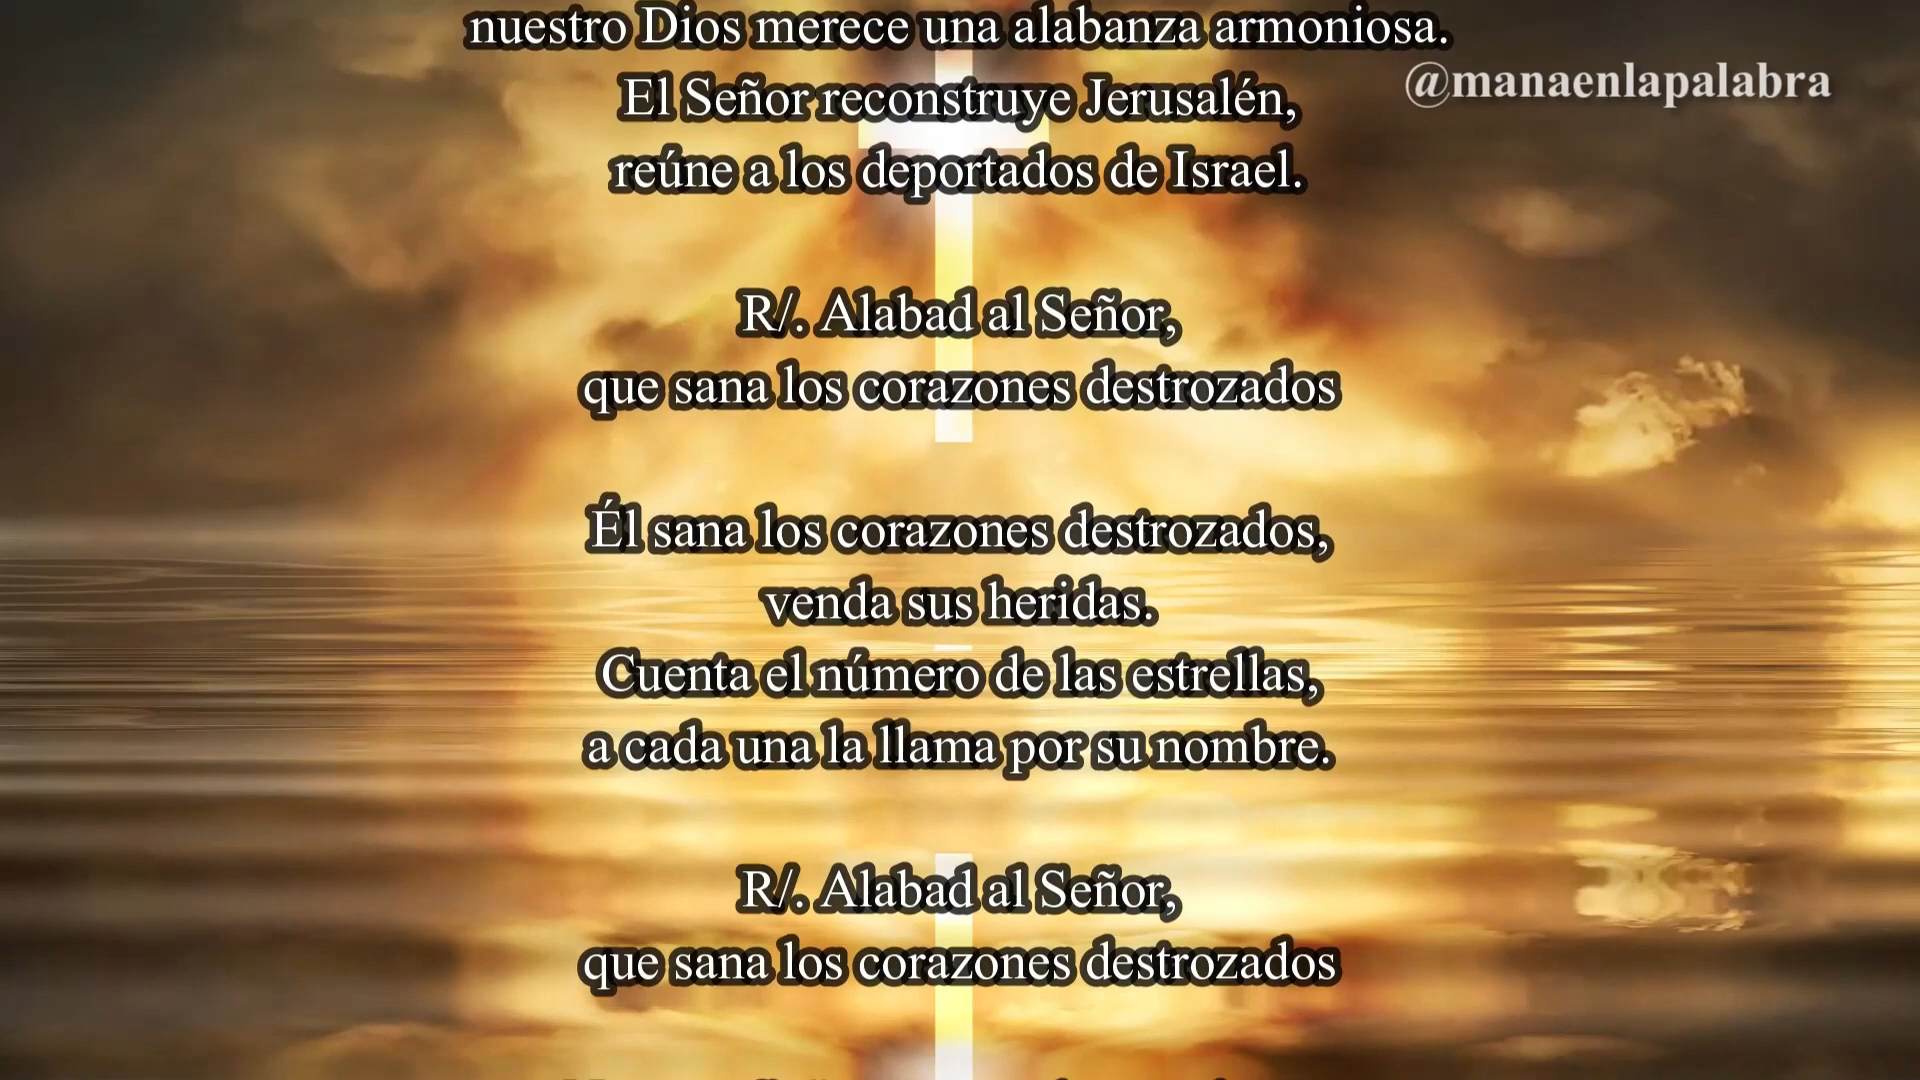 nuestro Dios merece una alabanza armoniosa.
@manaenlapalabra
El Señor reconstruye Jerusalén,
reúne a los deportados de Israel.
R/. Alabad al Señor,
que sana los corazones destrozados
Él sana los corazones destrozados,
venda sus heridas.
Cuenta el número de las estrellas,
a cada una la llama por su nombre.
R/. Alabad al Señor,
que sana los corazones destrozados